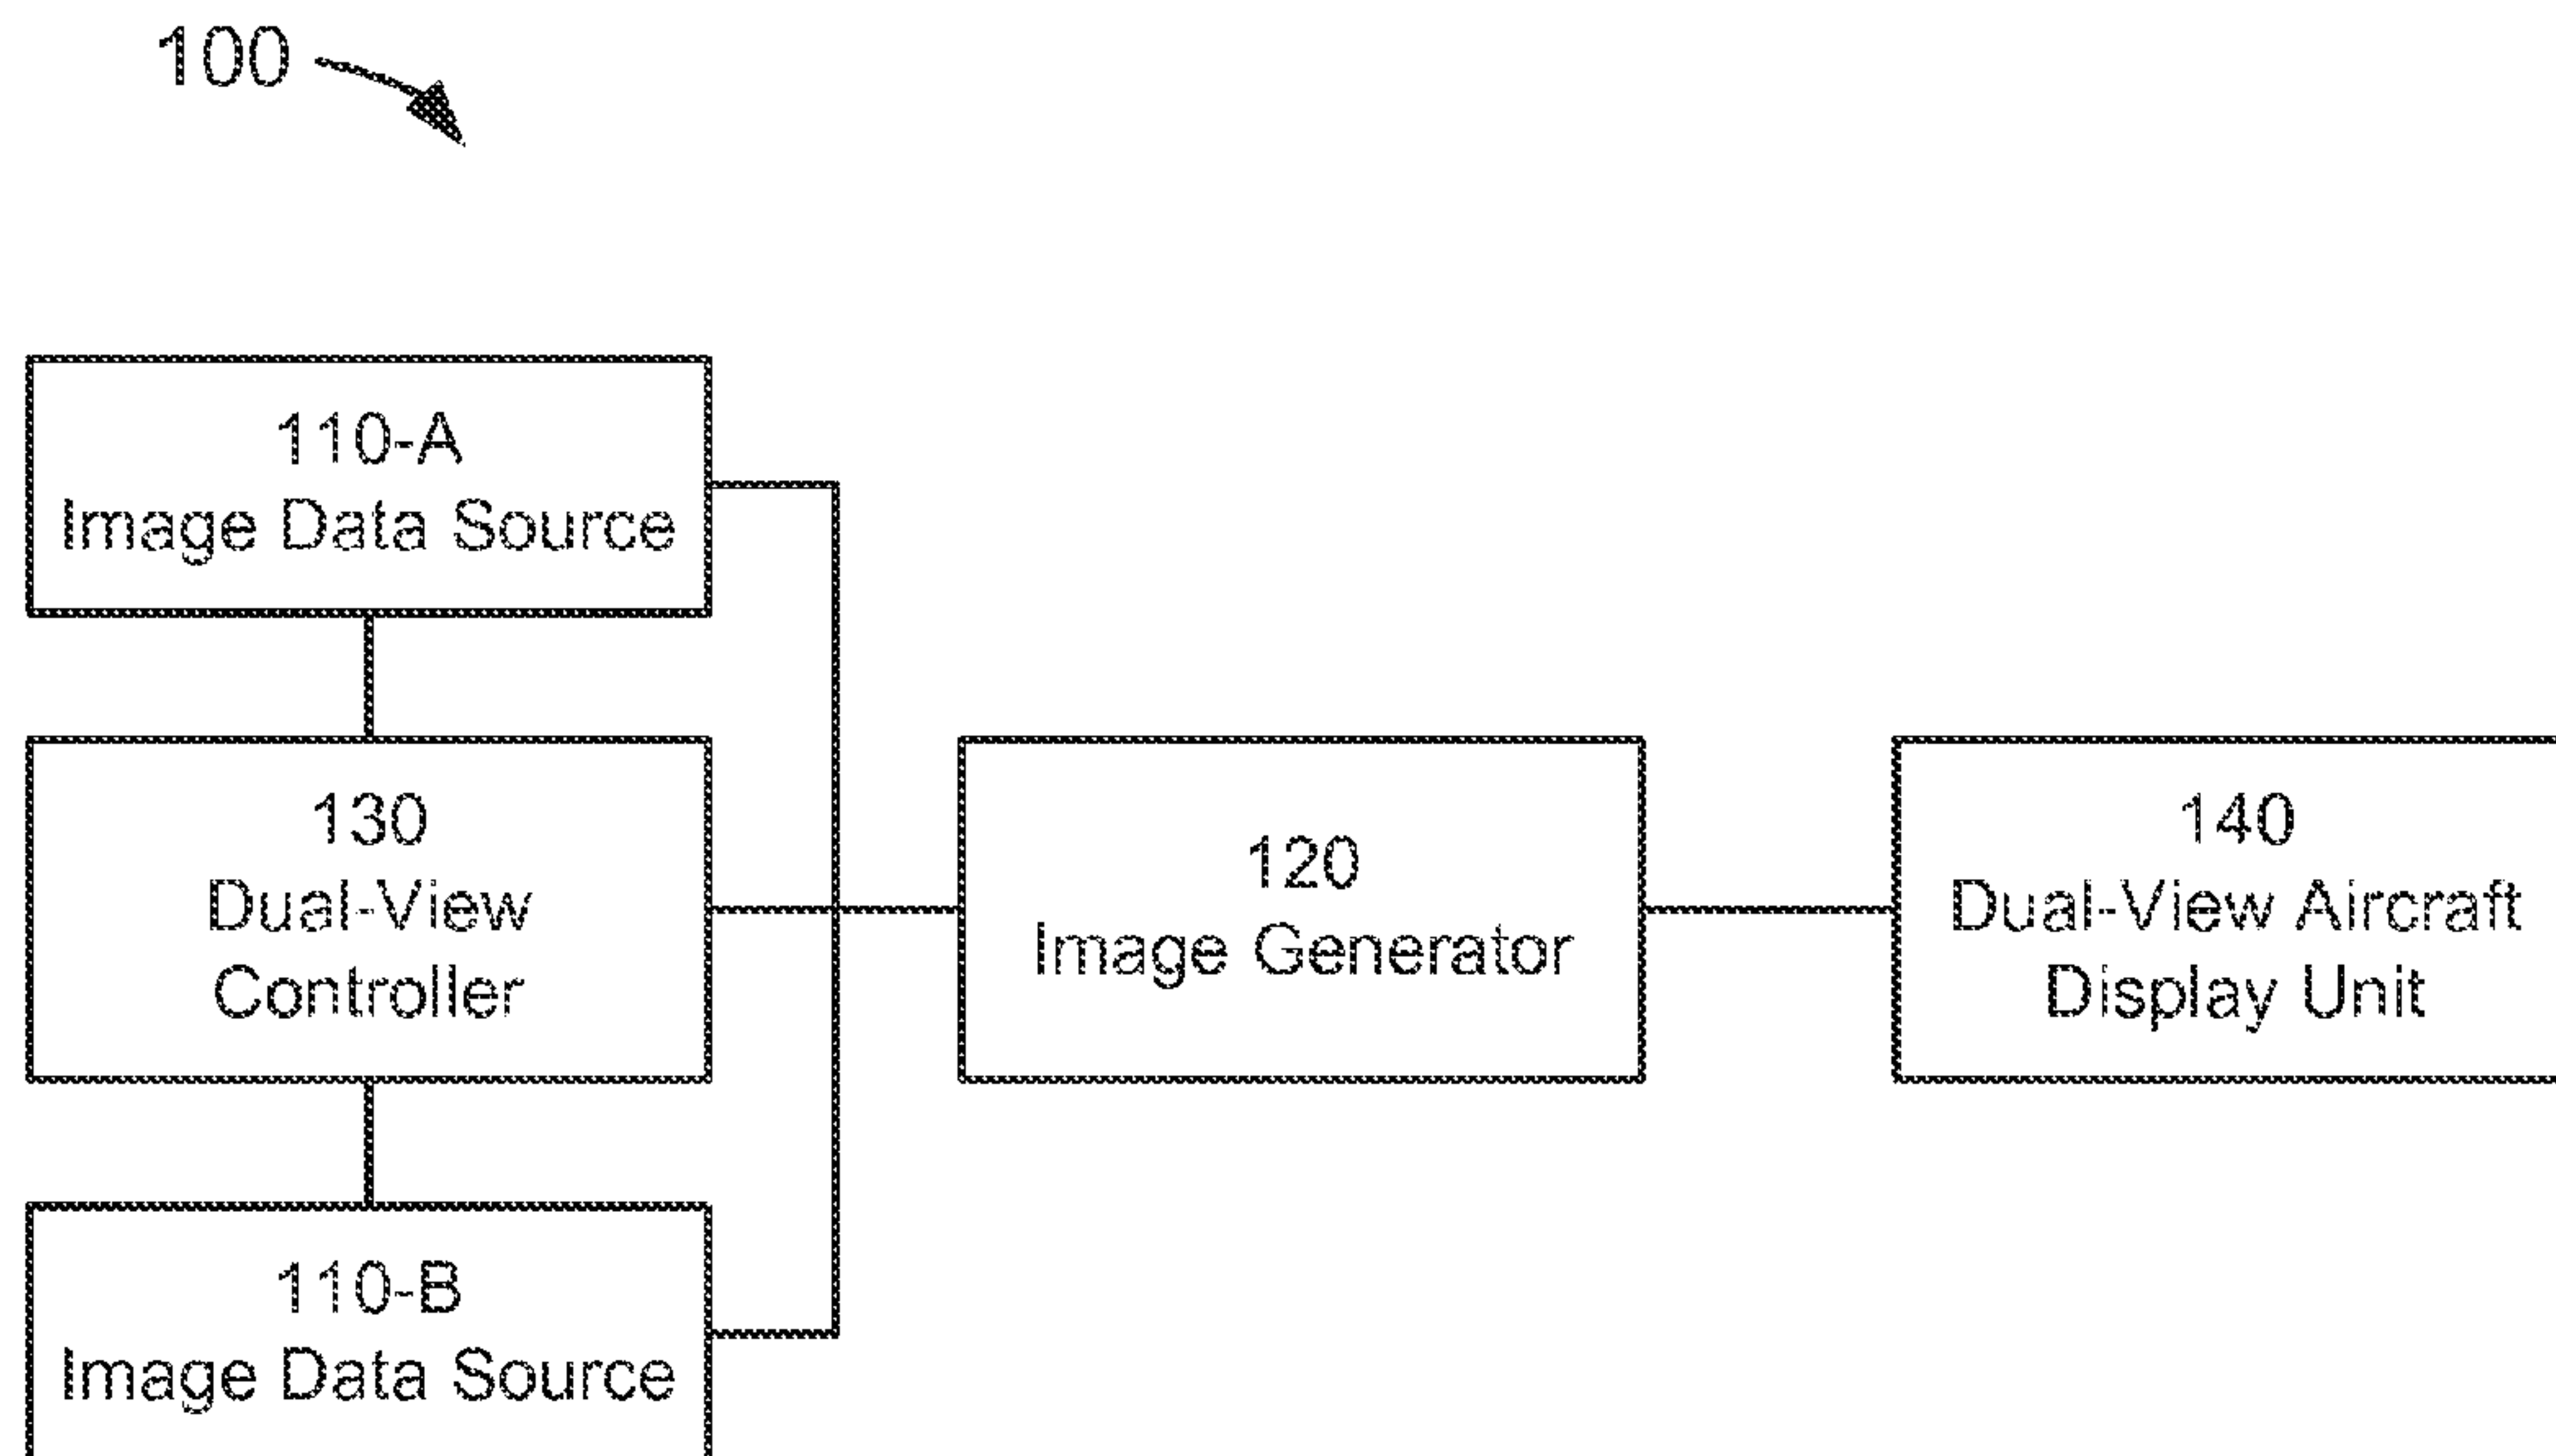 100
110-A
Image Data Source
130
Dual-View
Controller
120
Image Generator
140
Dual-View Aircraft
Display Unit
110-B
Image Data Source